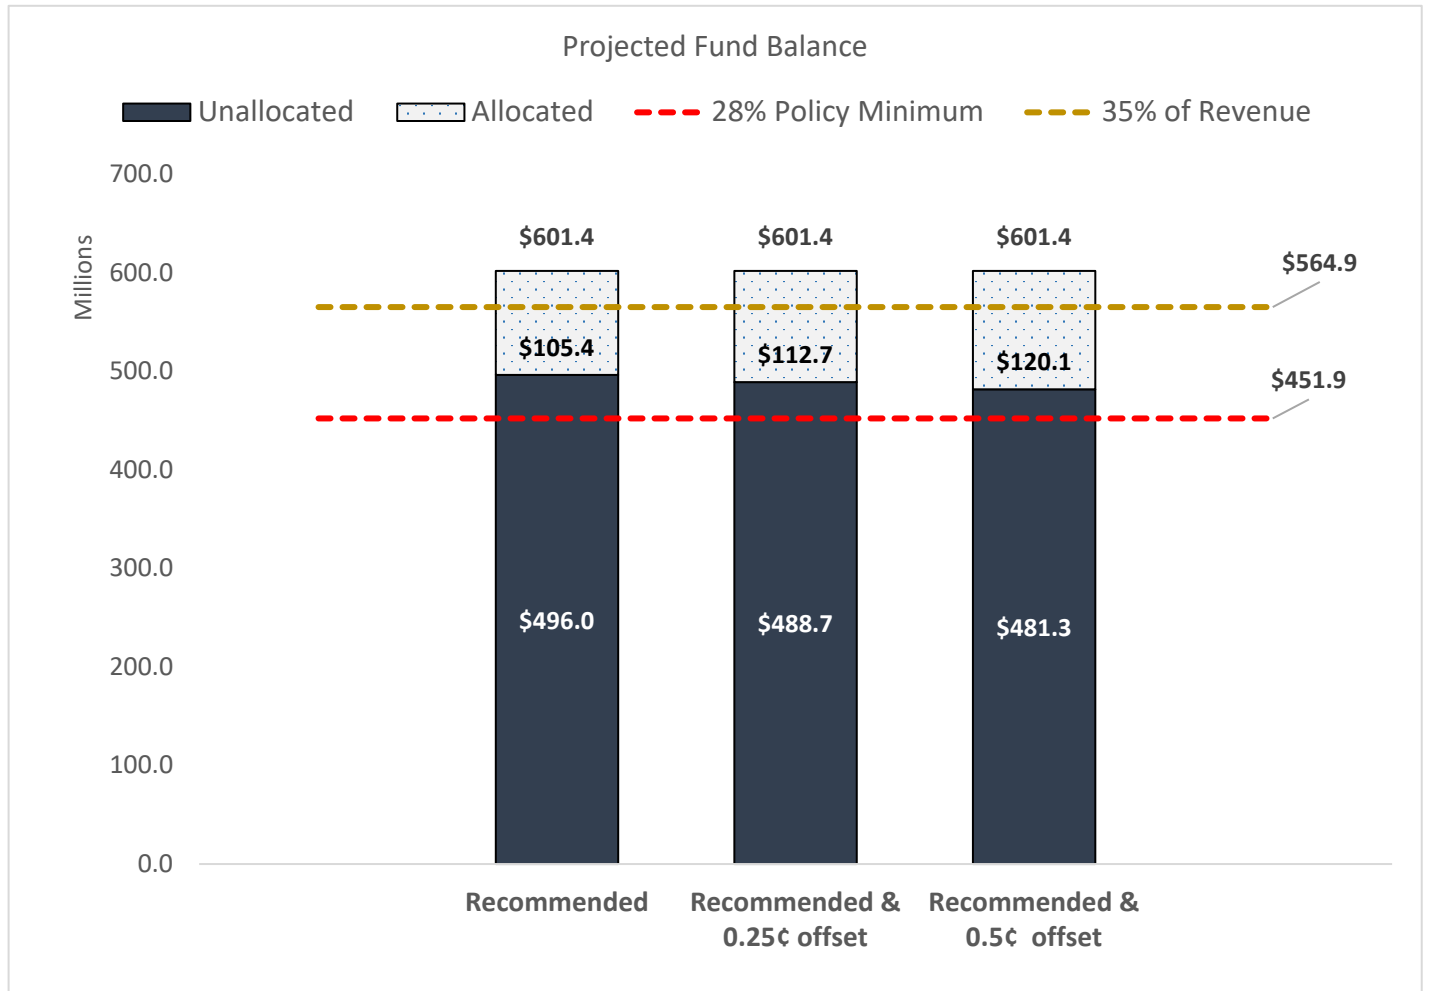 Projected Fund Balance
Unallocated Allocated 28% Policy Minimum 35% of Revenue
Millions
700.0
600.0
500.0
400.0
300.0
200.0
100.0
0.0
$601.4 $601.4 $601.4
$564.9
$105.4 $112.7 $120.1
$451.9
$496.0 $488.7 $481.3
Recommended
Recommended &
0.25¢ offset
Recommended &
0.5¢ offset